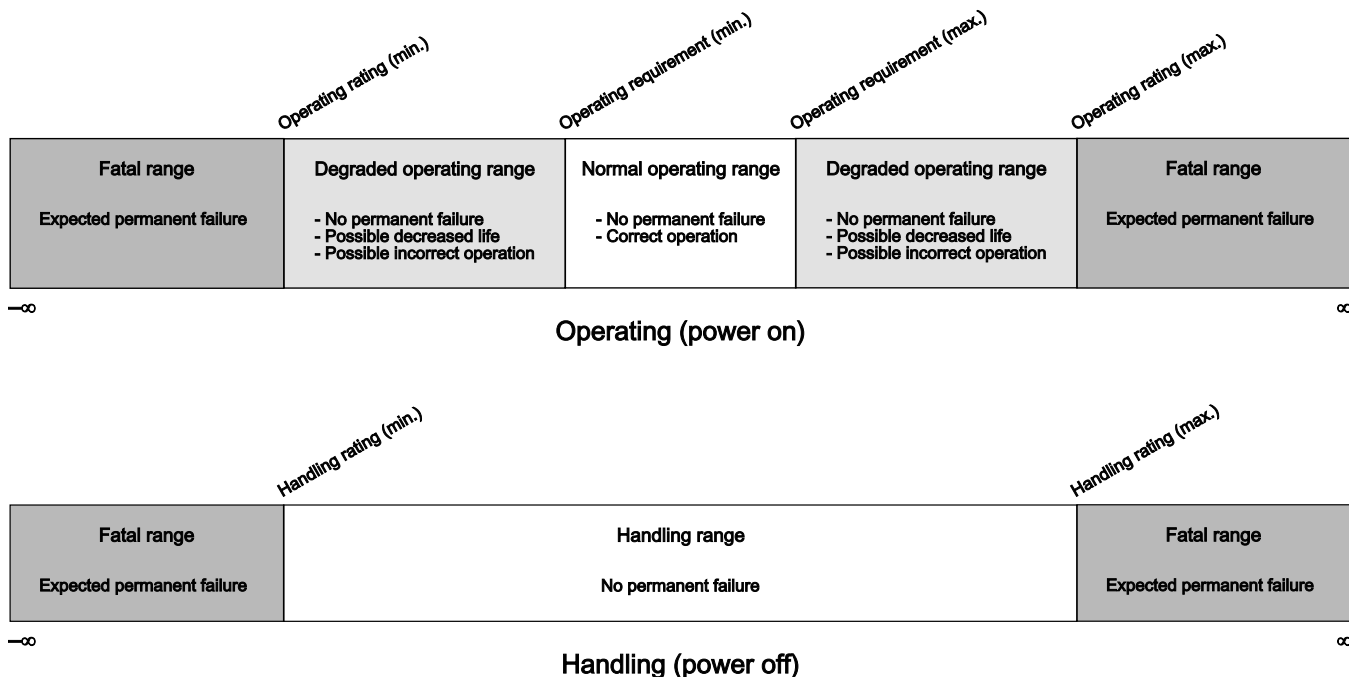 Operating rating (min.)
Operating requirement (min.)
Operating requirement (max.)
Operating rating (max.)
Fatal range
Expected permanent failure
Degraded operating range
- No permanent failure
- Possible decreased life
- Possible incorrect operation
Normal operating range
- No permanent failure
- Correct operation
Degraded operating range
- No permanent failure
- Possible decreased life
- Possible incorrect operation
Fatal range
Expected permanent failure
–∞
∞
Operating (power on)
Handling rating (min.)
Handling rating (max.)
Fatal range
Expected permanent failure
Handling range
No permanent failure
Fatal range
Expected permanent failure
–∞
∞
Handling (power off)